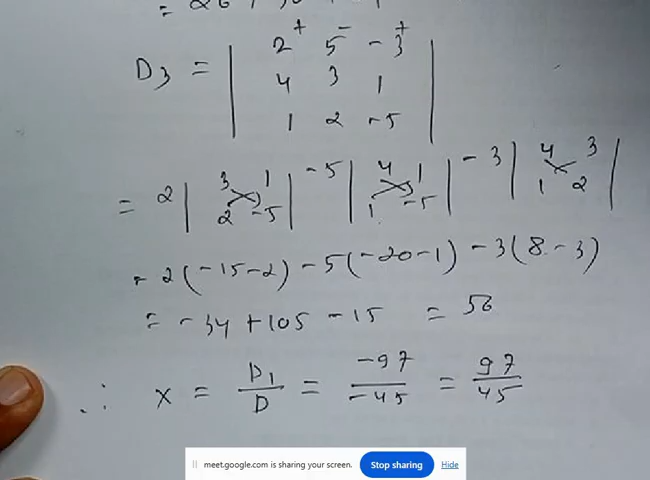 D3 = | 2⁺ 5⁻ -3⁺ |
| 4 3 1 |
| 1 2 -5 |
= 2 | 3 1 | -5 | 4 1 | -3 | 4 3 |
| 2 -5 | | 1 -5 | | 1 2 |
= 2(-15-2) -5(-20-1) -3(8-3)
= -34+105 -15 = 56
∴ x = D1/D = -97/-45 = 97/45
meet.google.com is sharing your screen. Stop sharing Hide